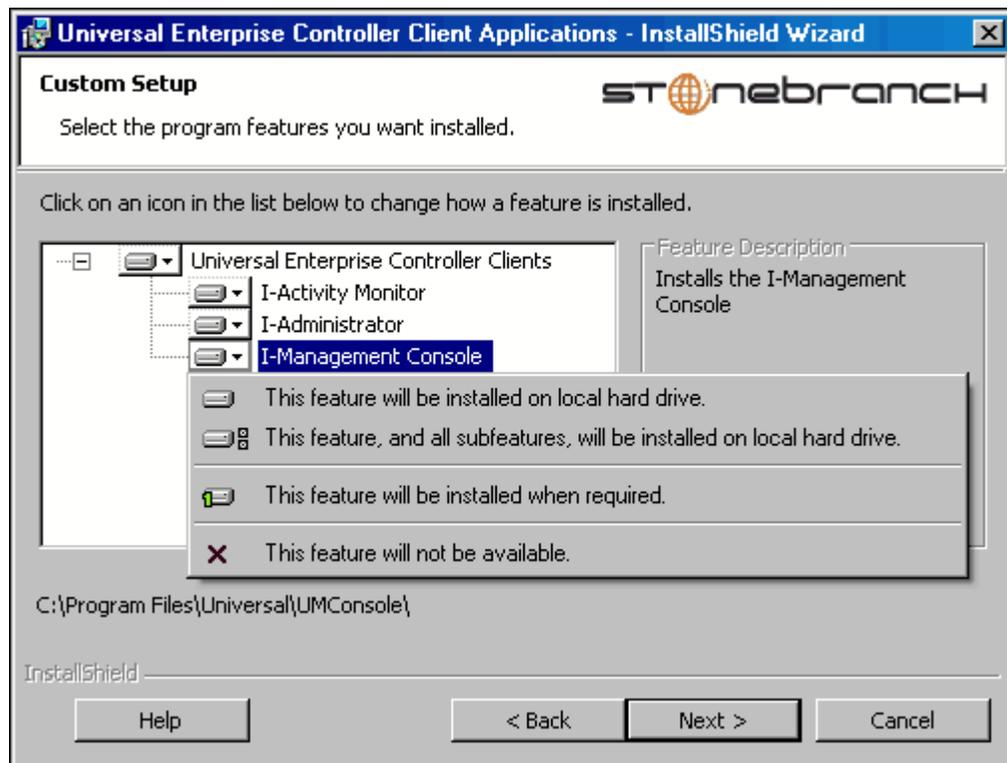 Universal Enterprise Controller Client Applications - InstallShield Wizard
Custom Setup
STonebranch
Select the program features you want installed.
Click on an icon in the list below to change how a feature is installed.
Universal Enterprise Controller Clients
I-Activity Monitor
I-Administrator
I-Management Console
Feature Description
Installs the I-Management
Console
This feature will be installed on local hard drive.
This feature, and all subfeatures, will be installed on local hard drive.
This feature will be installed when required.
This feature will not be available.
C:\Program Files\Universal\UMConsole\
InstallShield
Help
< Back
Next >
Cancel